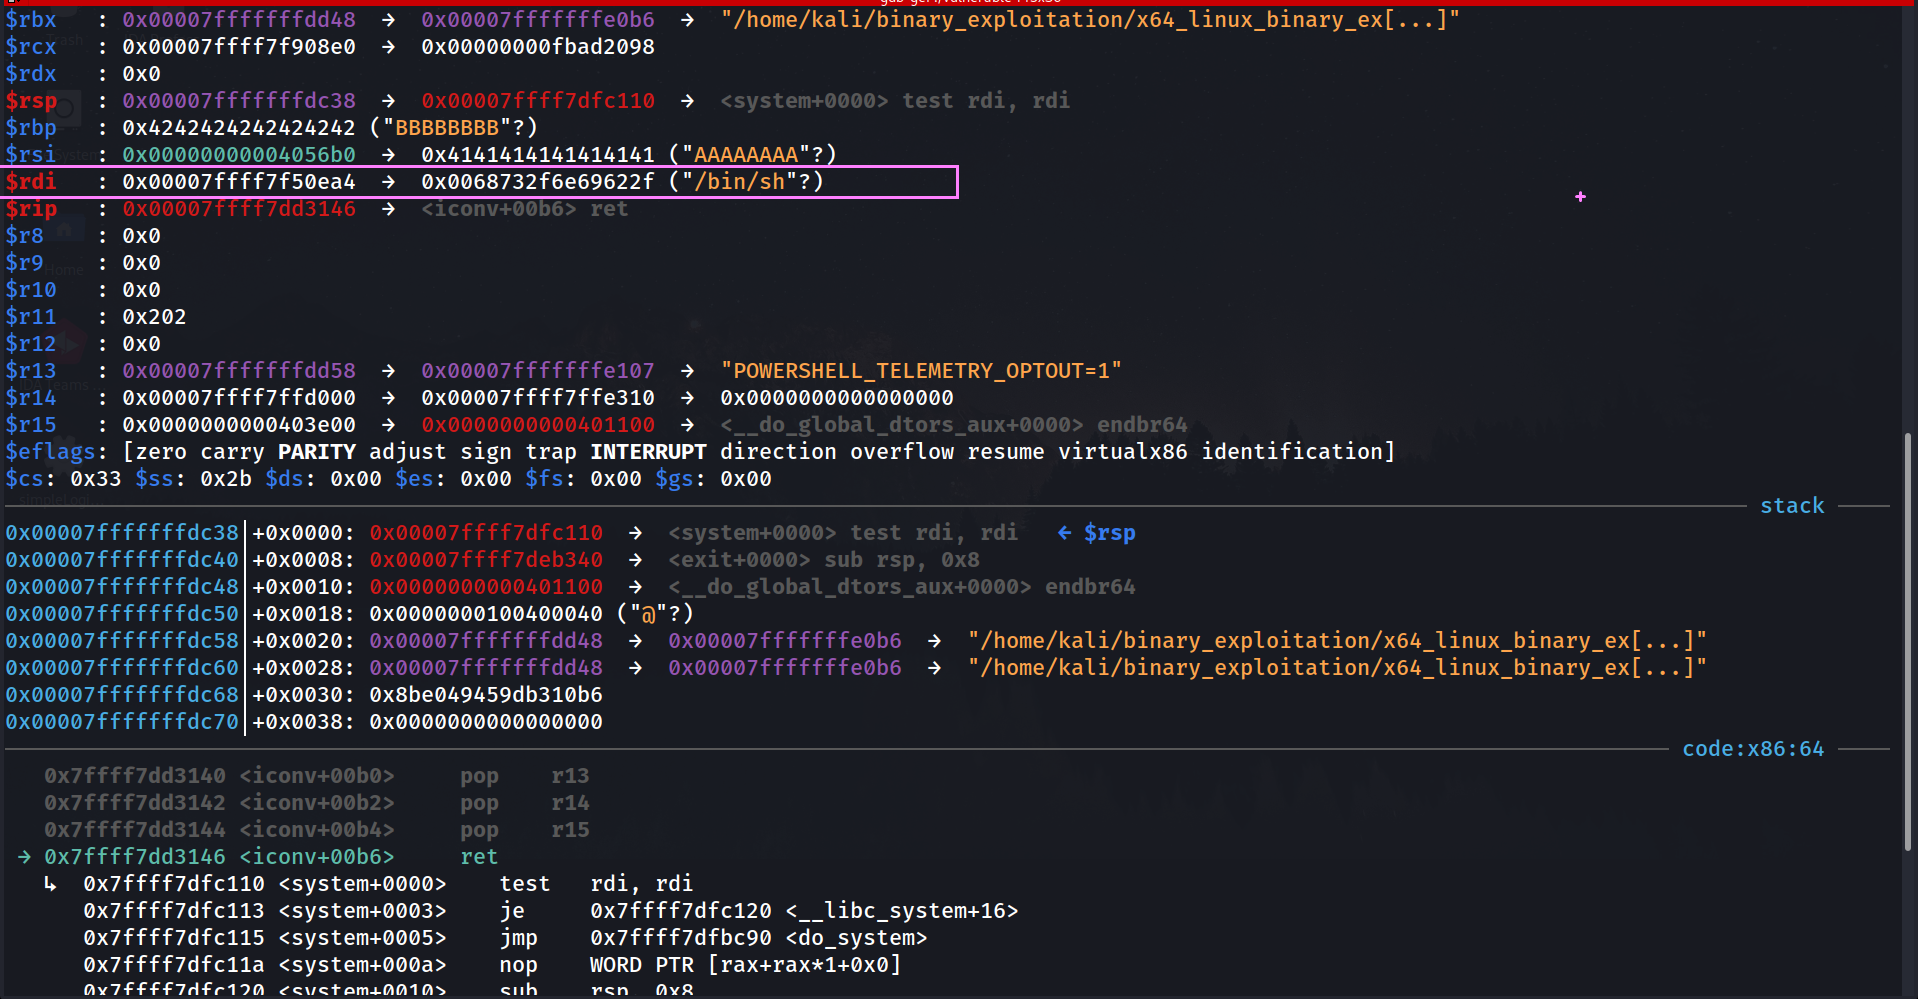 $rbx   : 0x00007fffffffdd48  →  0x00007fffffffe0b6  →  "/home/kali/binary_exploitation/x64_linux_binary_ex[...]"
$rcx   : 0x00007ffff7f908e0  →  0x00000000fbad2098
$rdx   : 0x0
$rsp   : 0x00007fffffffdc38  →  0x00007ffff7dfc110  →  <system+0000> test rdi, rdi
$rbp   : 0x4242424242424242 ("BBBBBBBB"?)
$rsi   : 0x00000000004056b0  →  0x4141414141414141 ("AAAAAAAA"?)
$rdi   : 0x00007ffff7f50ea4  →  0x0068732f6e69622f ("/bin/sh"?)
$rip   : 0x00007ffff7dd3146  →  <iconv+00b6> ret
$r8    : 0x0
$r9    : 0x0
$r10   : 0x0
$r11   : 0x202
$r12   : 0x0
$r13   : 0x00007fffffffdd58  →  0x00007fffffffe107  →  "POWERSHELL_TELEMETRY_OPTOUT=1"
$r14   : 0x00007ffff7ffd000  →  0x00007ffff7ffe310  →  0x0000000000000000
$r15   : 0x0000000000403e00  →  0x0000000000401100  →  <__do_global_dtors_aux+0000> endbr64
$eflags: [zero carry PARITY adjust sign trap INTERRUPT direction overflow resume virtualx86 identification]
$cs: 0x33 $ss: 0x2b $ds: 0x00 $es: 0x00 $fs: 0x00 $gs: 0x00
stack
0x00007fffffffdc38│+0x0000: 0x00007ffff7dfc110  →  <system+0000> test rdi, rdi   ← $rsp
0x00007fffffffdc40│+0x0008: 0x00007ffff7deb340  →  <exit+0000> sub rsp, 0x8
0x00007fffffffdc48│+0x0010: 0x0000000000401100  →  <__do_global_dtors_aux+0000> endbr64
0x00007fffffffdc50│+0x0018: 0x0000000100400040 ("@"?)
0x00007fffffffdc58│+0x0020: 0x00007fffffffdd48  →  0x00007fffffffe0b6  →  "/home/kali/binary_exploitation/x64_linux_binary_ex[...]"
0x00007fffffffdc60│+0x0028: 0x00007fffffffdd48  →  0x00007fffffffe0b6  →  "/home/kali/binary_exploitation/x64_linux_binary_ex[...]"
0x00007fffffffdc68│+0x0030: 0x8be049459db310b6
0x00007fffffffdc70│+0x0038: 0x0000000000000000
code:x86:64
0x7ffff7dd3140 <iconv+00b0>     pop    r13
0x7ffff7dd3142 <iconv+00b2>     pop    r14
0x7ffff7dd3144 <iconv+00b4>     pop    r15
→ 0x7ffff7dd3146 <iconv+00b6>     ret
↳  0x7ffff7dfc110 <system+0000>    test   rdi, rdi
0x7ffff7dfc113 <system+0003>    je     0x7ffff7dfc120 <__libc_system+16>
0x7ffff7dfc115 <system+0005>    jmp    0x7ffff7dfbc90 <do_system>
0x7ffff7dfc11a <system+000a>    nop    WORD PTR [rax+rax*1+0x0]
0x7ffff7dfc120 <system+0010>    sub    rsp, 0x8